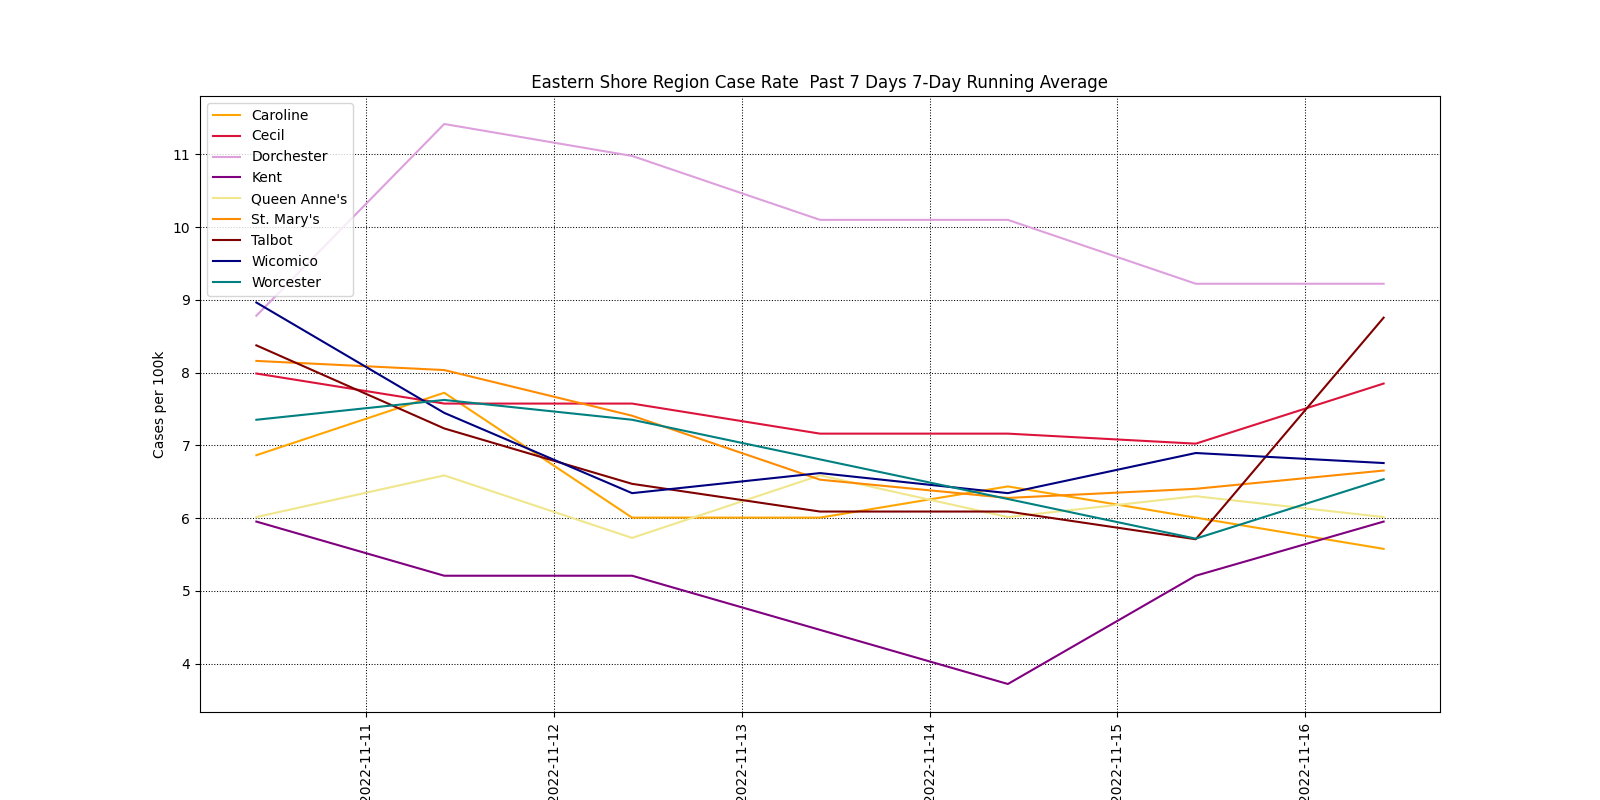 Eastern Shore Region Case Rate  Past 7 Days 7-Day Running Average
Caroline
Cecil
Dorchester
Kent
Queen Anne's
St. Mary's
Talbot
Wicomico
Worcester
Cases per 100k
11
10
9
8
7
6
5
4
2022-11-11
2022-11-12
2022-11-13
2022-11-14
2022-11-15
2022-11-16